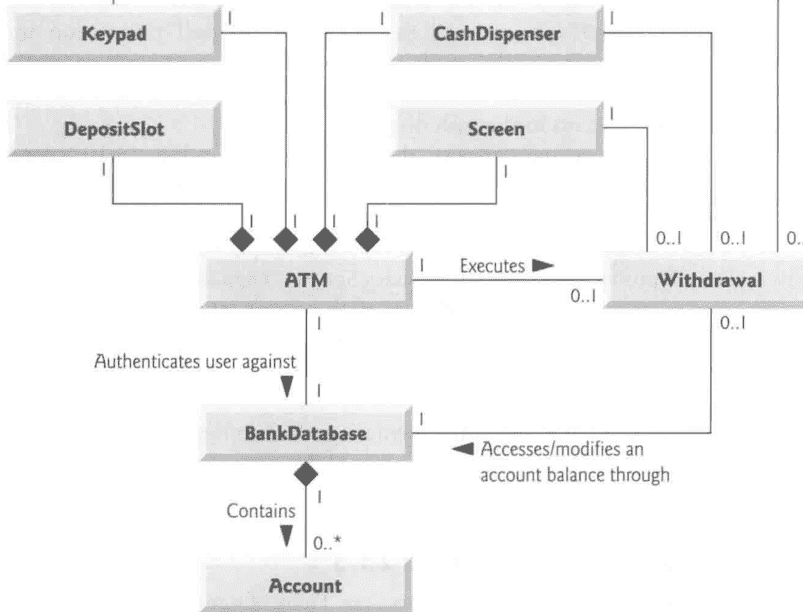 1
1
1
Keypad
CashDispenser
1
DepositSlot
Screen
1
1
1
1
1
1
0..1
0..1
0..
ATM
1
Executes
Withdrawal
0..1
1
0..1
Authenticates user against
1
1
BankDatabase
Accesses/modifies an
account balance through
1
Contains
0..*
Account